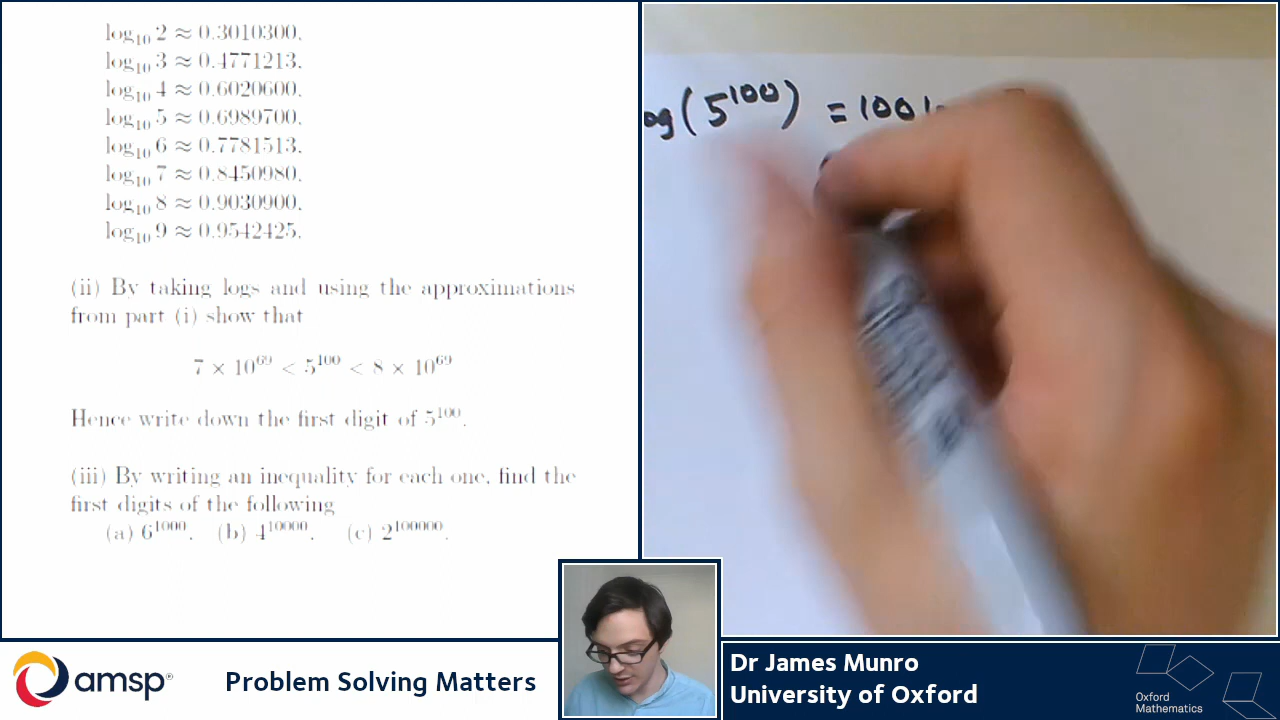 log₁₀ 2 ≈ 0.3010300,
log₁₀ 3 ≈ 0.4771213,
log₁₀ 4 ≈ 0.6020600,
log₁₀ 5 ≈ 0.6989700,
log₁₀ 6 ≈ 0.7781513,
log₁₀ 7 ≈ 0.8450980,
log₁₀ 8 ≈ 0.9030900,
log₁₀ 9 ≈ 0.9542425.
(ii) By taking logs and using the approximations
from part (i) show that
7 × 10⁶⁹ < 5¹⁰⁰ < 8 × 10⁶⁹
Hence write down the first digit of 5¹⁰⁰.
(iii) By writing an inequality for each one, find the
first digits of the following
(a) 6¹⁰⁰⁰. (b) 4¹⁰⁰⁰⁰. (c) 2¹⁰⁰⁰⁰⁰.
og(5¹⁰⁰) = 100
amsp®
Problem Solving Matters
Dr James Munro
University of Oxford
Oxford
Mathematics